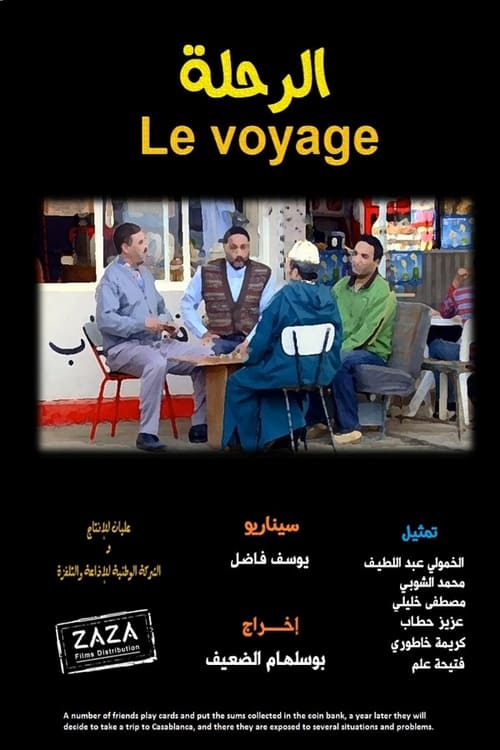 الرحلة
Le voyage
عليان للإنتاج
و
الشركة الوطنية للإذاعة والتلفزة
ZAZA
Films Distribution
سيناريو
يوسف فاضل
إخــراج
بوسلهام الضعيف
تمثيل
الخمولي عبد اللطيف
محمد الشوبي
مصطفى خليلي
عزيز حطاب
كريمة خاطوري
فتيحة علم
A number of friends play cards and put the sums collected in the coin bank, a year later they will
decide to take a trip to Casablanca, and there they are exposed to several situations and problems.